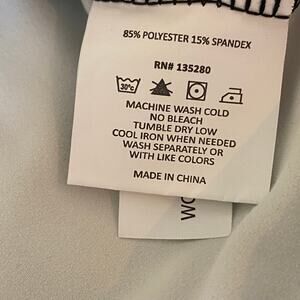 85% POLYESTER 15% SPANDEX
RN# 135280
30°C
MACHINE WASH COLD
NO BLEACH
TUMBLE DRY LOW
COOL IRON WHEN NEEDED
WASH SEPARATELY OR
WITH LIKE COLORS
MADE IN CHINA
WO